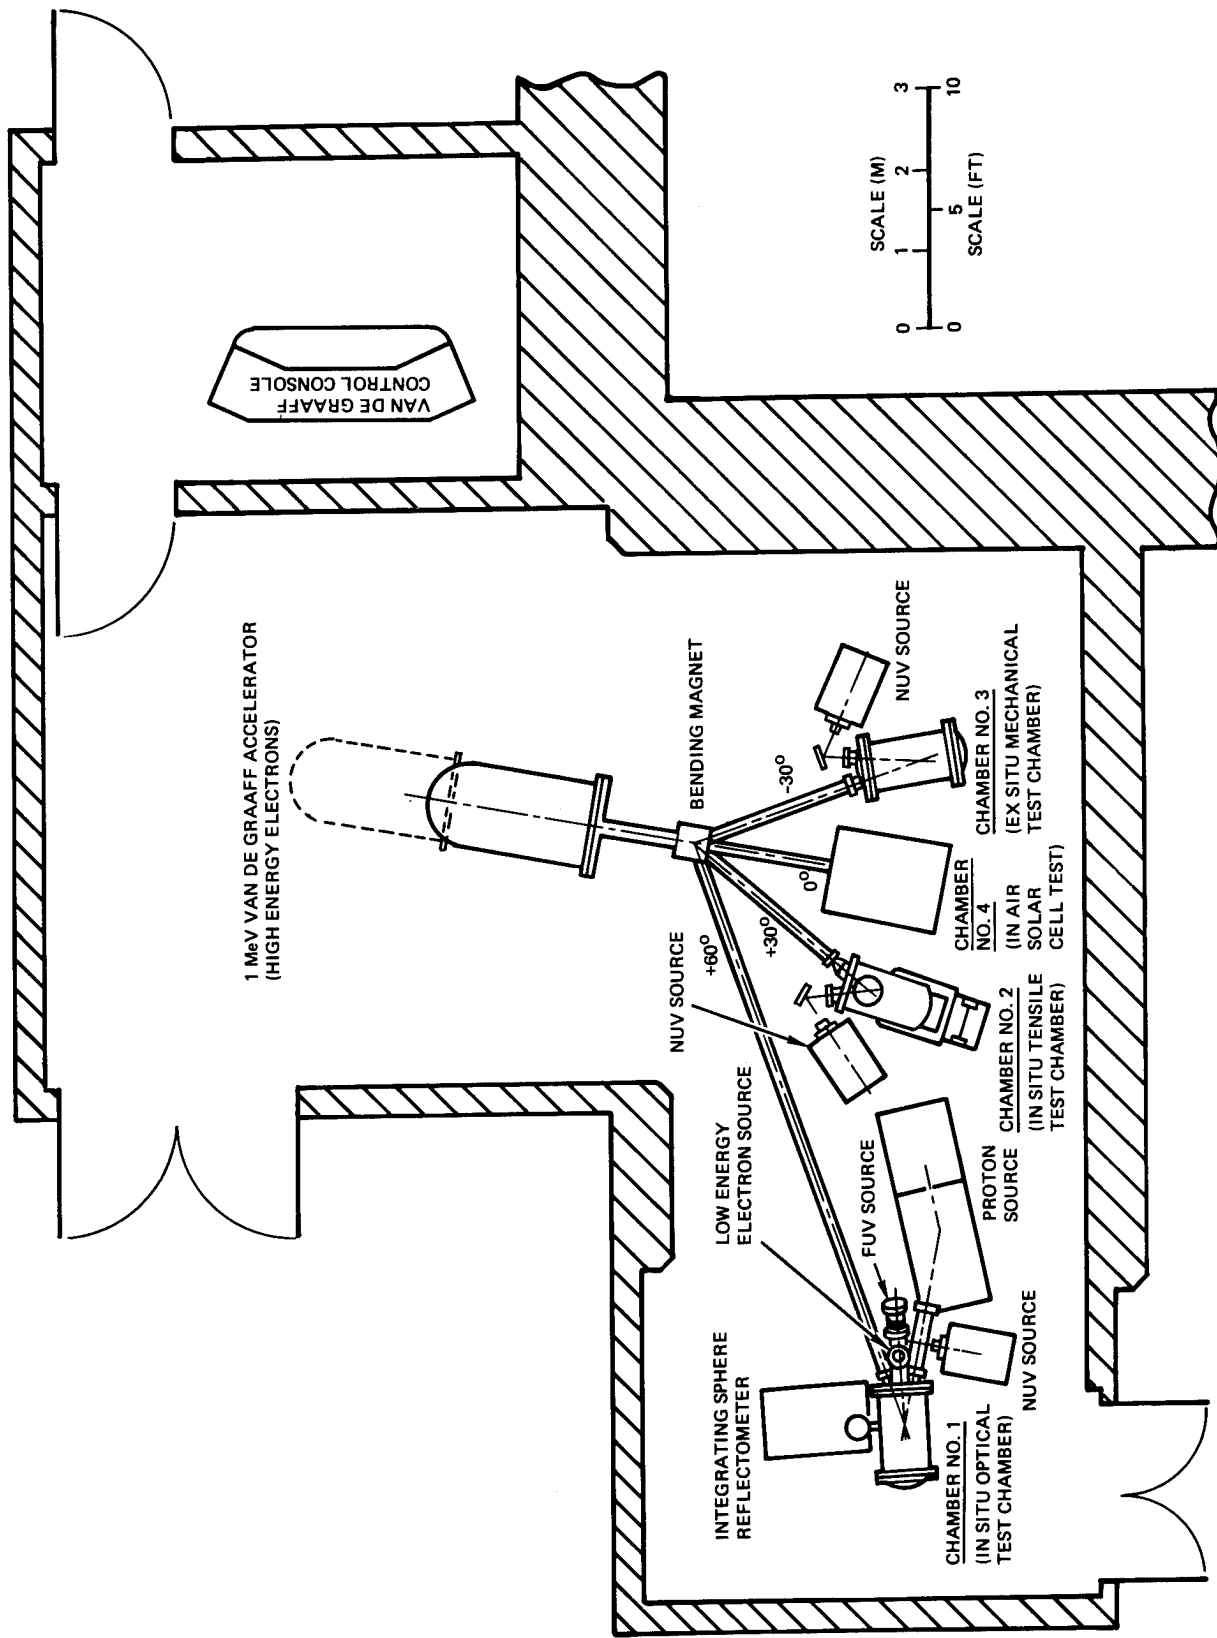 1 MeV VAN DE GRAAFF ACCELERATOR
(HIGH ENERGY ELECTRONS)
VAN DE GRAAFF
CONTROL CONSOLE
BENDING MAGNET
NUV SOURCE
LOW ENERGY
ELECTRON SOURCE
INTEGRATING SPHERE
REFLECTOMETER
+60°
+30°
0°
-30°
NUV SOURCE
FUV SOURCE
PROTON
SOURCE
NUV SOURCE
CHAMBER NO. 1
(IN SITU OPTICAL
TEST CHAMBER)
CHAMBER NO. 2
(IN SITU TENSILE
TEST CHAMBER)
CHAMBER
NO. 4
(IN AIR
SOLAR
CELL TEST)
CHAMBER NO. 3
(EX SITU MECHANICAL
TEST CHAMBER)
SCALE (M)
0 1 2 3
0 5 10
SCALE (FT)